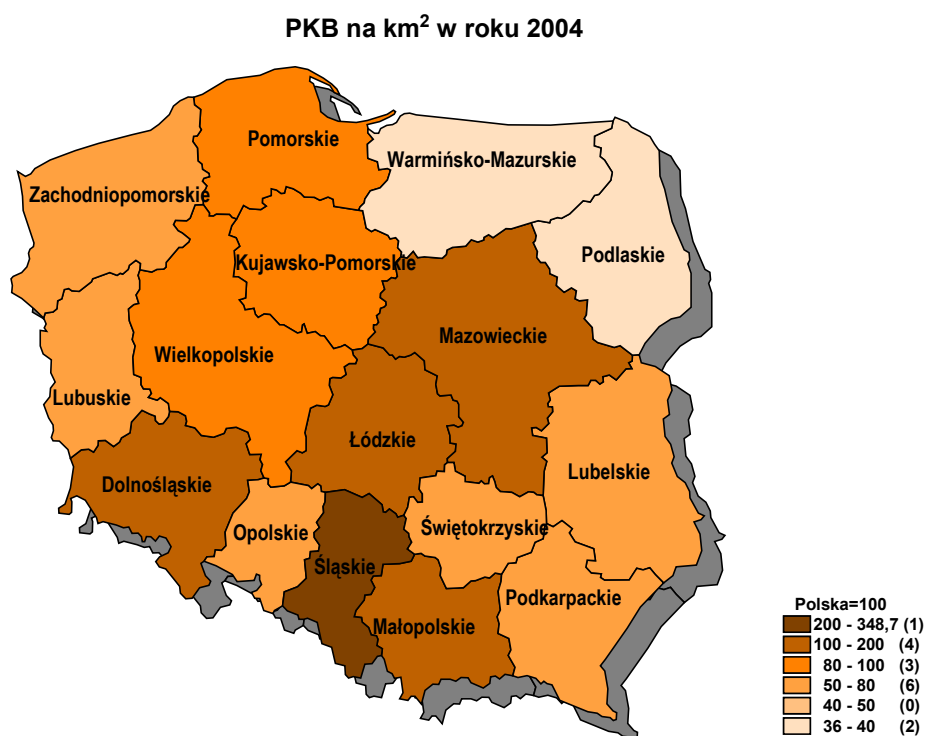 PKB na km² w roku 2004
Pomorskie
Warmińsko-Mazurskie
Zachodniopomorskie
Podlaskie
Kujawsko-Pomorskie
Mazowieckie
Wielkopolskie
Lubuskie
Łódzkie
Lubelskie
Dolnośląskie
Opolskie
Świętokrzyskie
Śląskie
Podkarpackie
Małopolskie
Polska=100
200 - 348,7 (1)
100 - 200 (4)
80 - 100 (3)
50 - 80 (6)
40 - 50 (0)
36 - 40 (2)